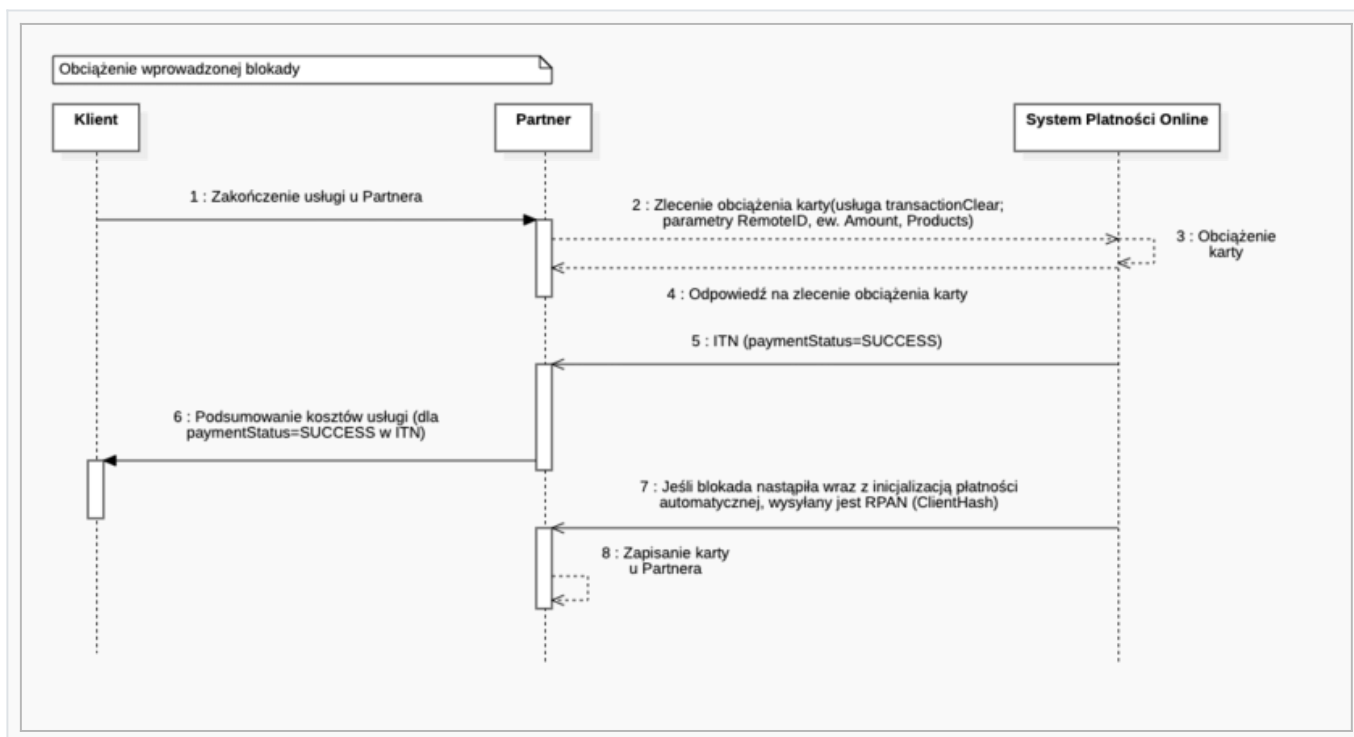 Obciążenie wprowadzonej blokady
Klient
Partner
System Płatności Online
1 : Zakończenie usługi u Partnera
2 : Zlecenie obciążenia karty(usługa transactionClear;
parametry RemoteID, ew. Amount, Products)
3 : Obciążenie
karty
4 : Odpowiedź na zlecenie obciążenia karty
5 : ITN (paymentStatus=SUCCESS)
6 : Podsumowanie kosztów usługi (dla
paymentStatus=SUCCESS w ITN)
7 : Jeśli blokada nastąpiła wraz z inicjalizacją płatności
automatycznej, wysyłany jest RPAN (ClientHash)
8 : Zapisanie karty
u Partnera